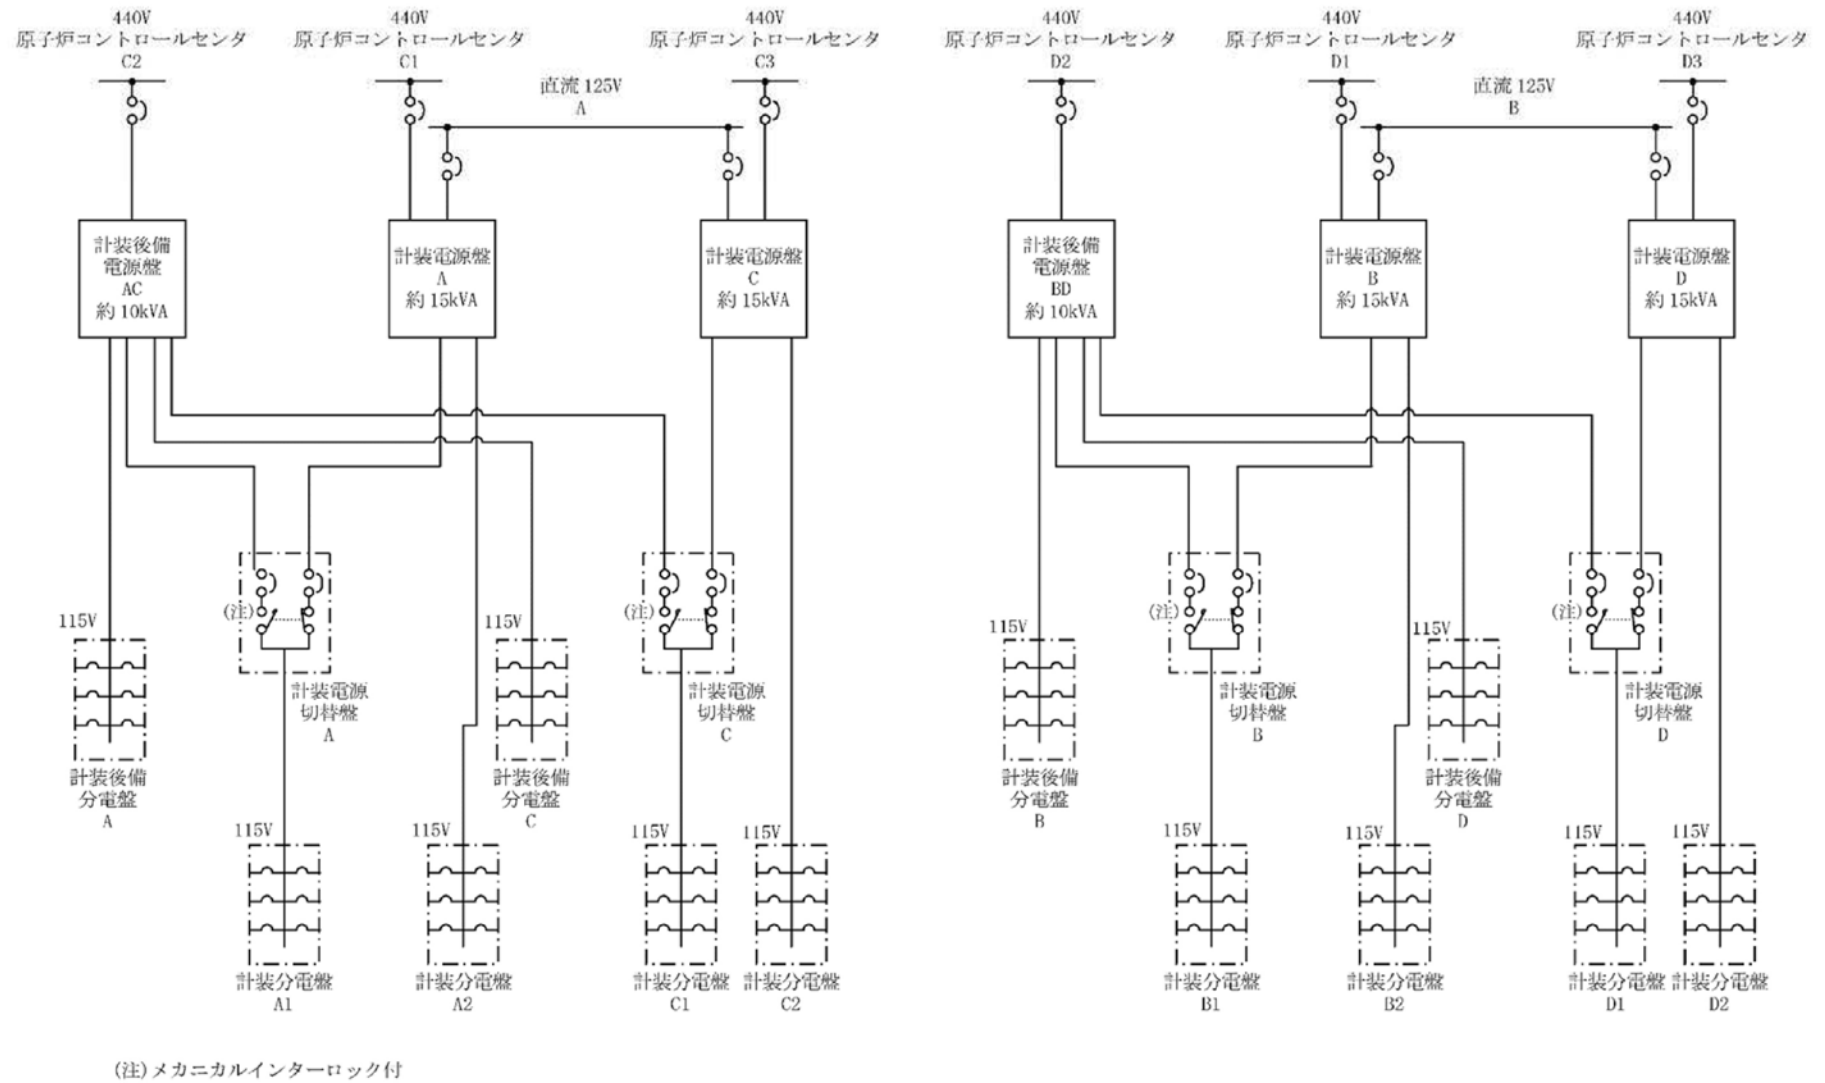 440V
原子炉コントロールセンタ
C2
440V
原子炉コントロールセンタ
C1
440V
原子炉コントロールセンタ
C3
440V
原子炉コントロールセンタ
D2
440V
原子炉コントロールセンタ
D1
440V
原子炉コントロールセンタ
D3
直流 125V
A
直流 125V
B
計装後備
電源盤
AC
約 10kVA
計装電源盤
A
約 15kVA
計装電源盤
C
約 15kVA
計装後備
電源盤
BD
約 10kVA
計装電源盤
B
約 15kVA
計装電源盤
D
約 15kVA
(注)
(注)
(注)
(注)
115V
115V
115V
115V
計装電源
切替盤
A
計装電源
切替盤
C
計装電源
切替盤
B
計装電源
切替盤
D
計装後備
分電盤
A
計装後備
分電盤
C
計装後備
分電盤
B
計装後備
分電盤
D
115V
115V
115V
115V
115V
115V
115V
115V
計装分電盤
A1
計装分電盤
A2
計装分電盤
C1
計装分電盤
C2
計装分電盤
B1
計装分電盤
B2
計装分電盤
D1
計装分電盤
D2
(注)メカニカルインターロック付